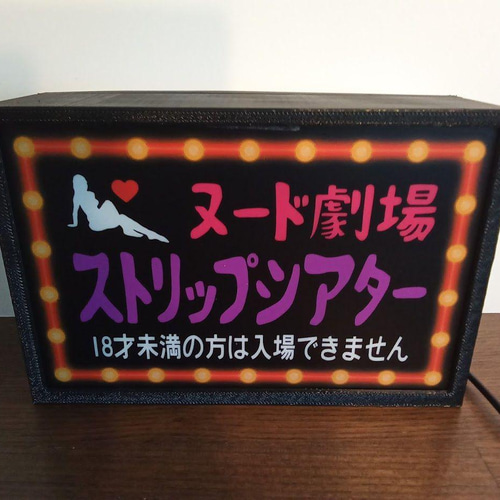 ヌード劇場
ストリップシアター
18才未満の方は入場できません